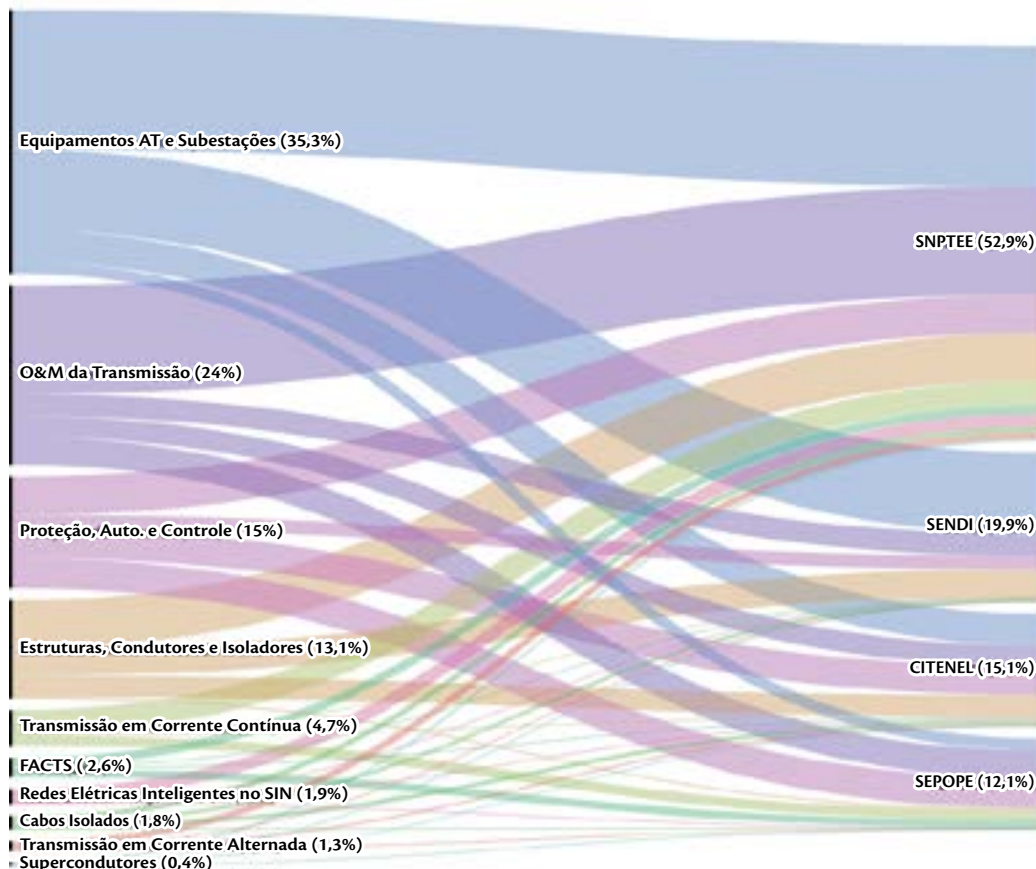 Equipamentos AT e Subestações (35,3%)
SNPTEE (52,9%)
O&M da Transmissão (24%)
Proteção, Auto. e Controle (15%)
SENDI (19,9%)
Estruturas, Condutores e Isoladores (13,1%)
CITENEL (15,1%)
Transmissão em Corrente Contínua (4,7%)
FACTS ( 2,6%)
SEPOPE (12,1%)
Redes Elétricas Inteligentes no SIN (1,9%)
Cabos Isolados (1,8%)
Transmissão em Corrente Alternada (1,3%)
Supercondutores (0,4%)